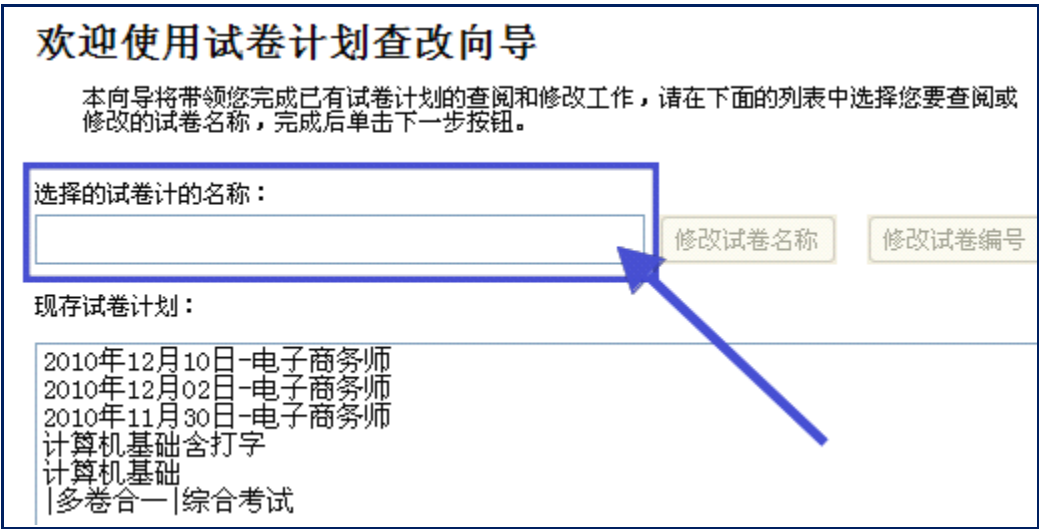 欢迎使用试卷计划查改向导
本向导将带领您完成已有试卷计划的查阅和修改工作，请在下面的列表中选择您要查阅或
修改的试卷名称，完成后单击下一步按钮。
选择的试卷计的名称：
修改试卷名称 修改试卷编号
现存试卷计划：
2010年12月10日-电子商务师
2010年12月02日-电子商务师
2010年11月30日-电子商务师
计算机基础含打字
计算机基础
|多卷合一|综合考试